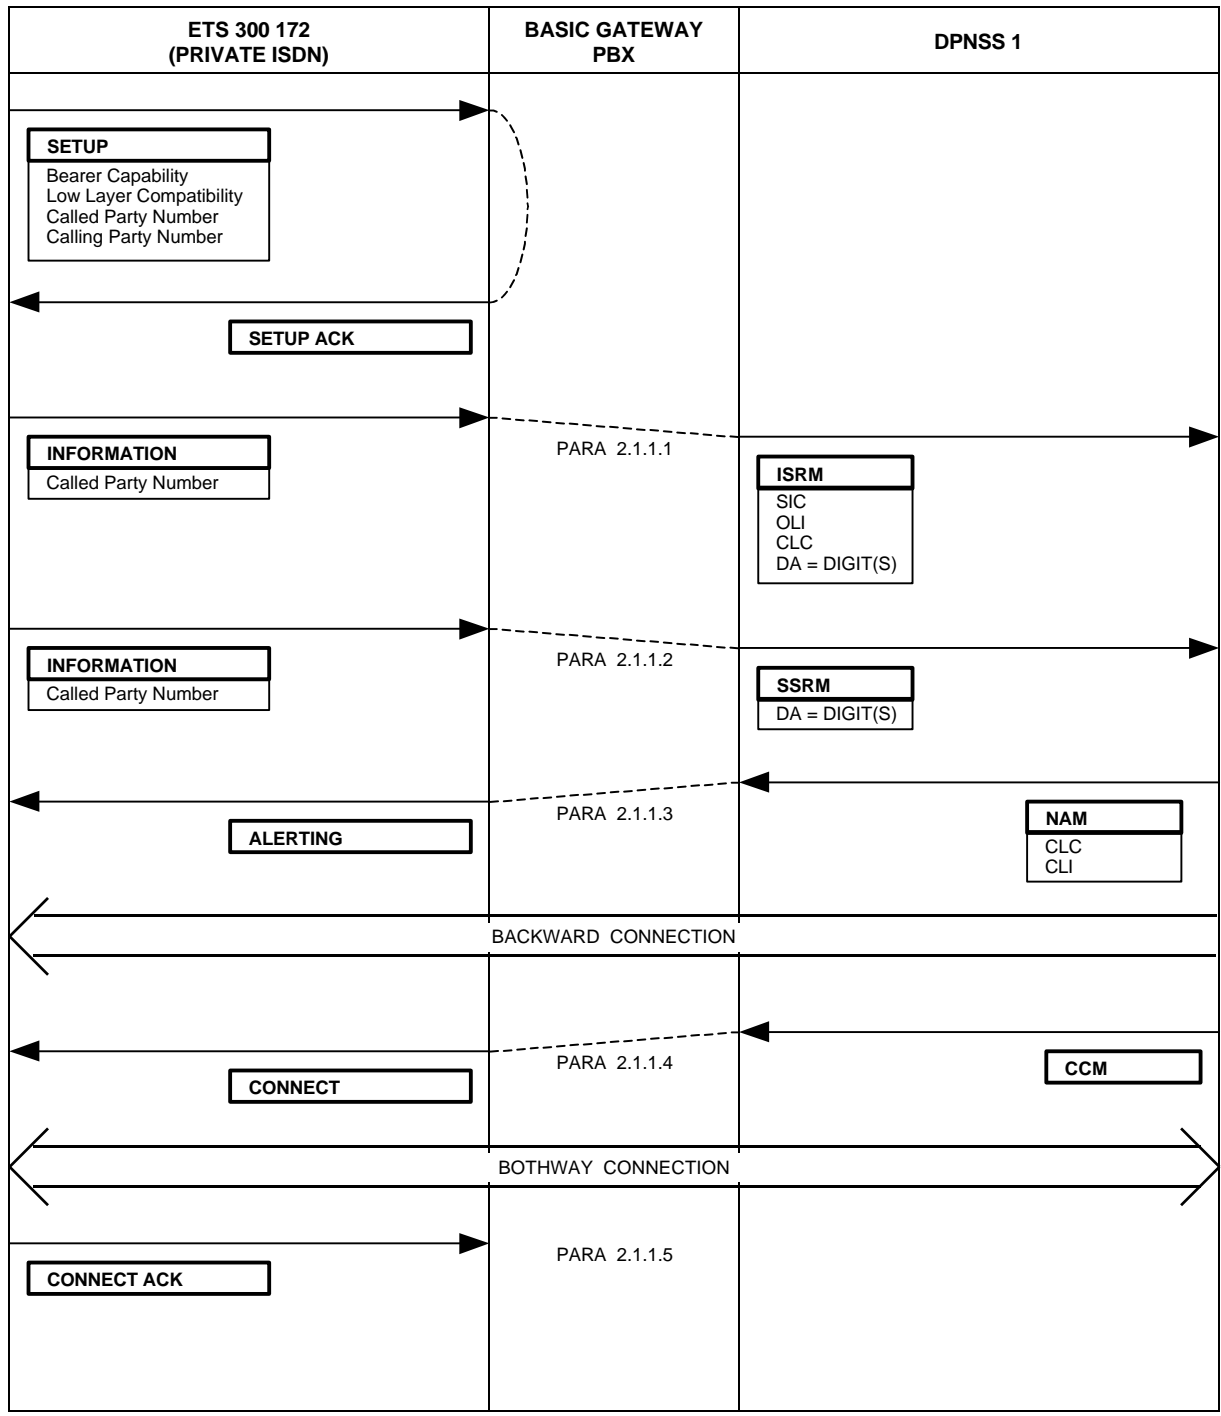 ETS 300 172
(PRIVATE ISDN)
BASIC GATEWAY
PBX
DPNSS 1
SETUP
Bearer Capability
Low Layer Compatibility
Called Party Number
Calling Party Number
SETUP ACK
INFORMATION
Called Party Number
PARA 2.1.1.1
ISRM
SIC
OLI
CLC
DA = DIGIT(S)
INFORMATION
Called Party Number
PARA 2.1.1.2
SSRM
DA = DIGIT(S)
ALERTING
PARA 2.1.1.3
NAM
CLC
CLI
BACKWARD CONNECTION
CONNECT
PARA 2.1.1.4
CCM
BOTHWAY CONNECTION
CONNECT ACK
PARA 2.1.1.5